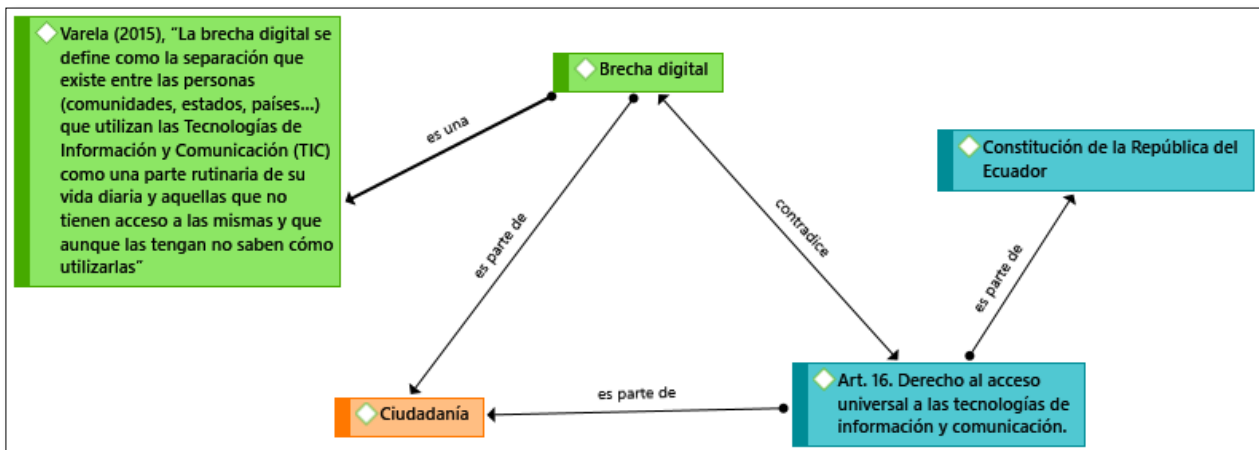 Varela (2015), “La brecha digital se
define como la separación que
existe entre las personas
(comunidades, estados, países...)
que utilizan las Tecnologías de
Información y Comunicación (TIC)
como una parte rutinaria de su
vida diaria y aquellas que no
tienen acceso a las mismas y que
aunque las tengan no saben cómo
utilizarlas”
es una
Brecha digital
es parte de
contradice
Constitución de la República del
Ecuador
es parte de
Ciudadanía
es parte de
Art. 16. Derecho al acceso
universal a las tecnologías de
información y comunicación.